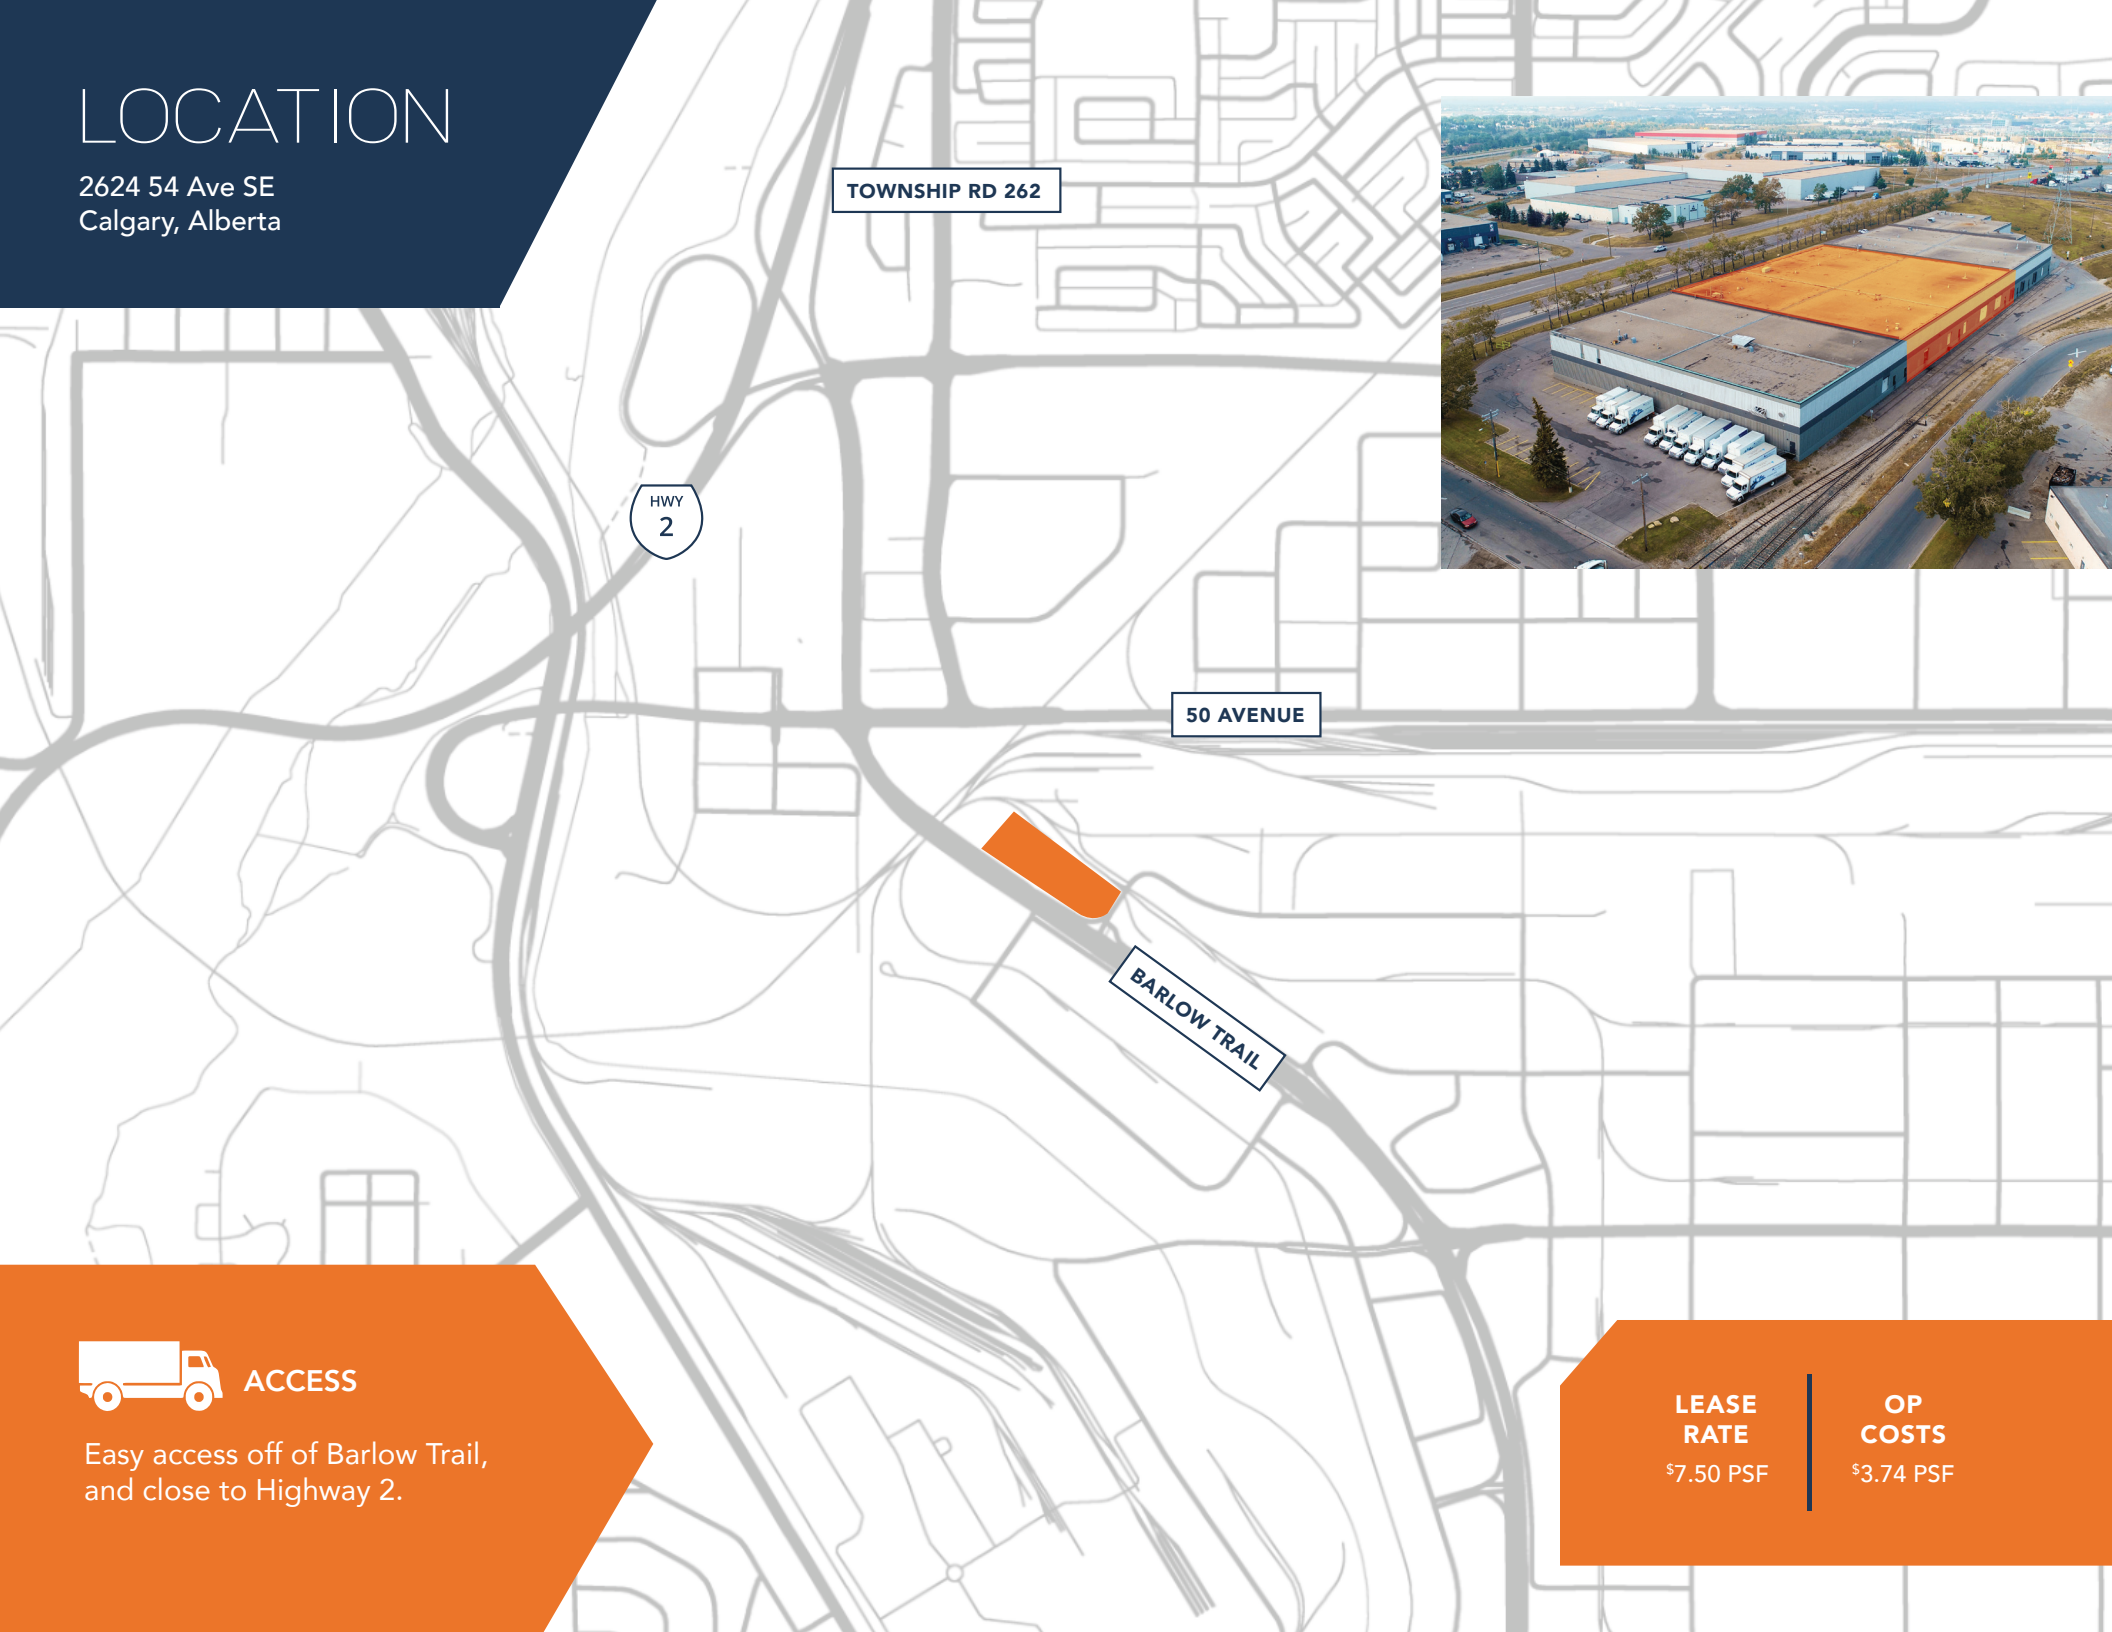 LOCATION
2624 54 Ave SE
Calgary, Alberta
TOWNSHIP RD 262
HWY
2
50 AVENUE
BARLOW TRAIL
ACCESS
Easy access off of Barlow Trail,
and close to Highway 2.
LEASE
RATE
$7.50 PSF
OP
COSTS
$3.74 PSF